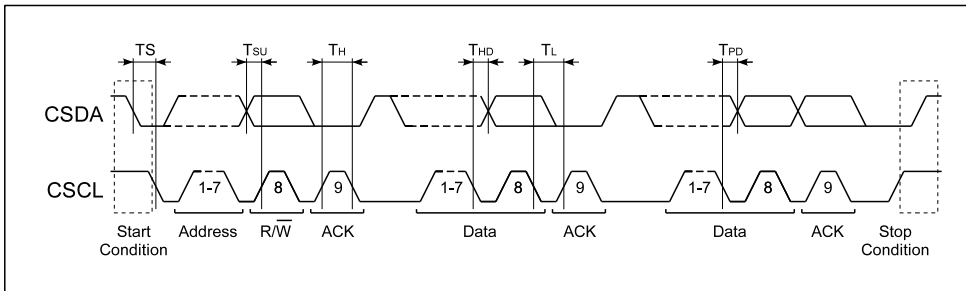 TS TSU TH THD TL TPD
CSDA
CSCL 1-7 8 9 1-7 8 9 1-7 8 9
Start Condition Address R/W̅ ACK Data ACK Data ACK Stop Condition